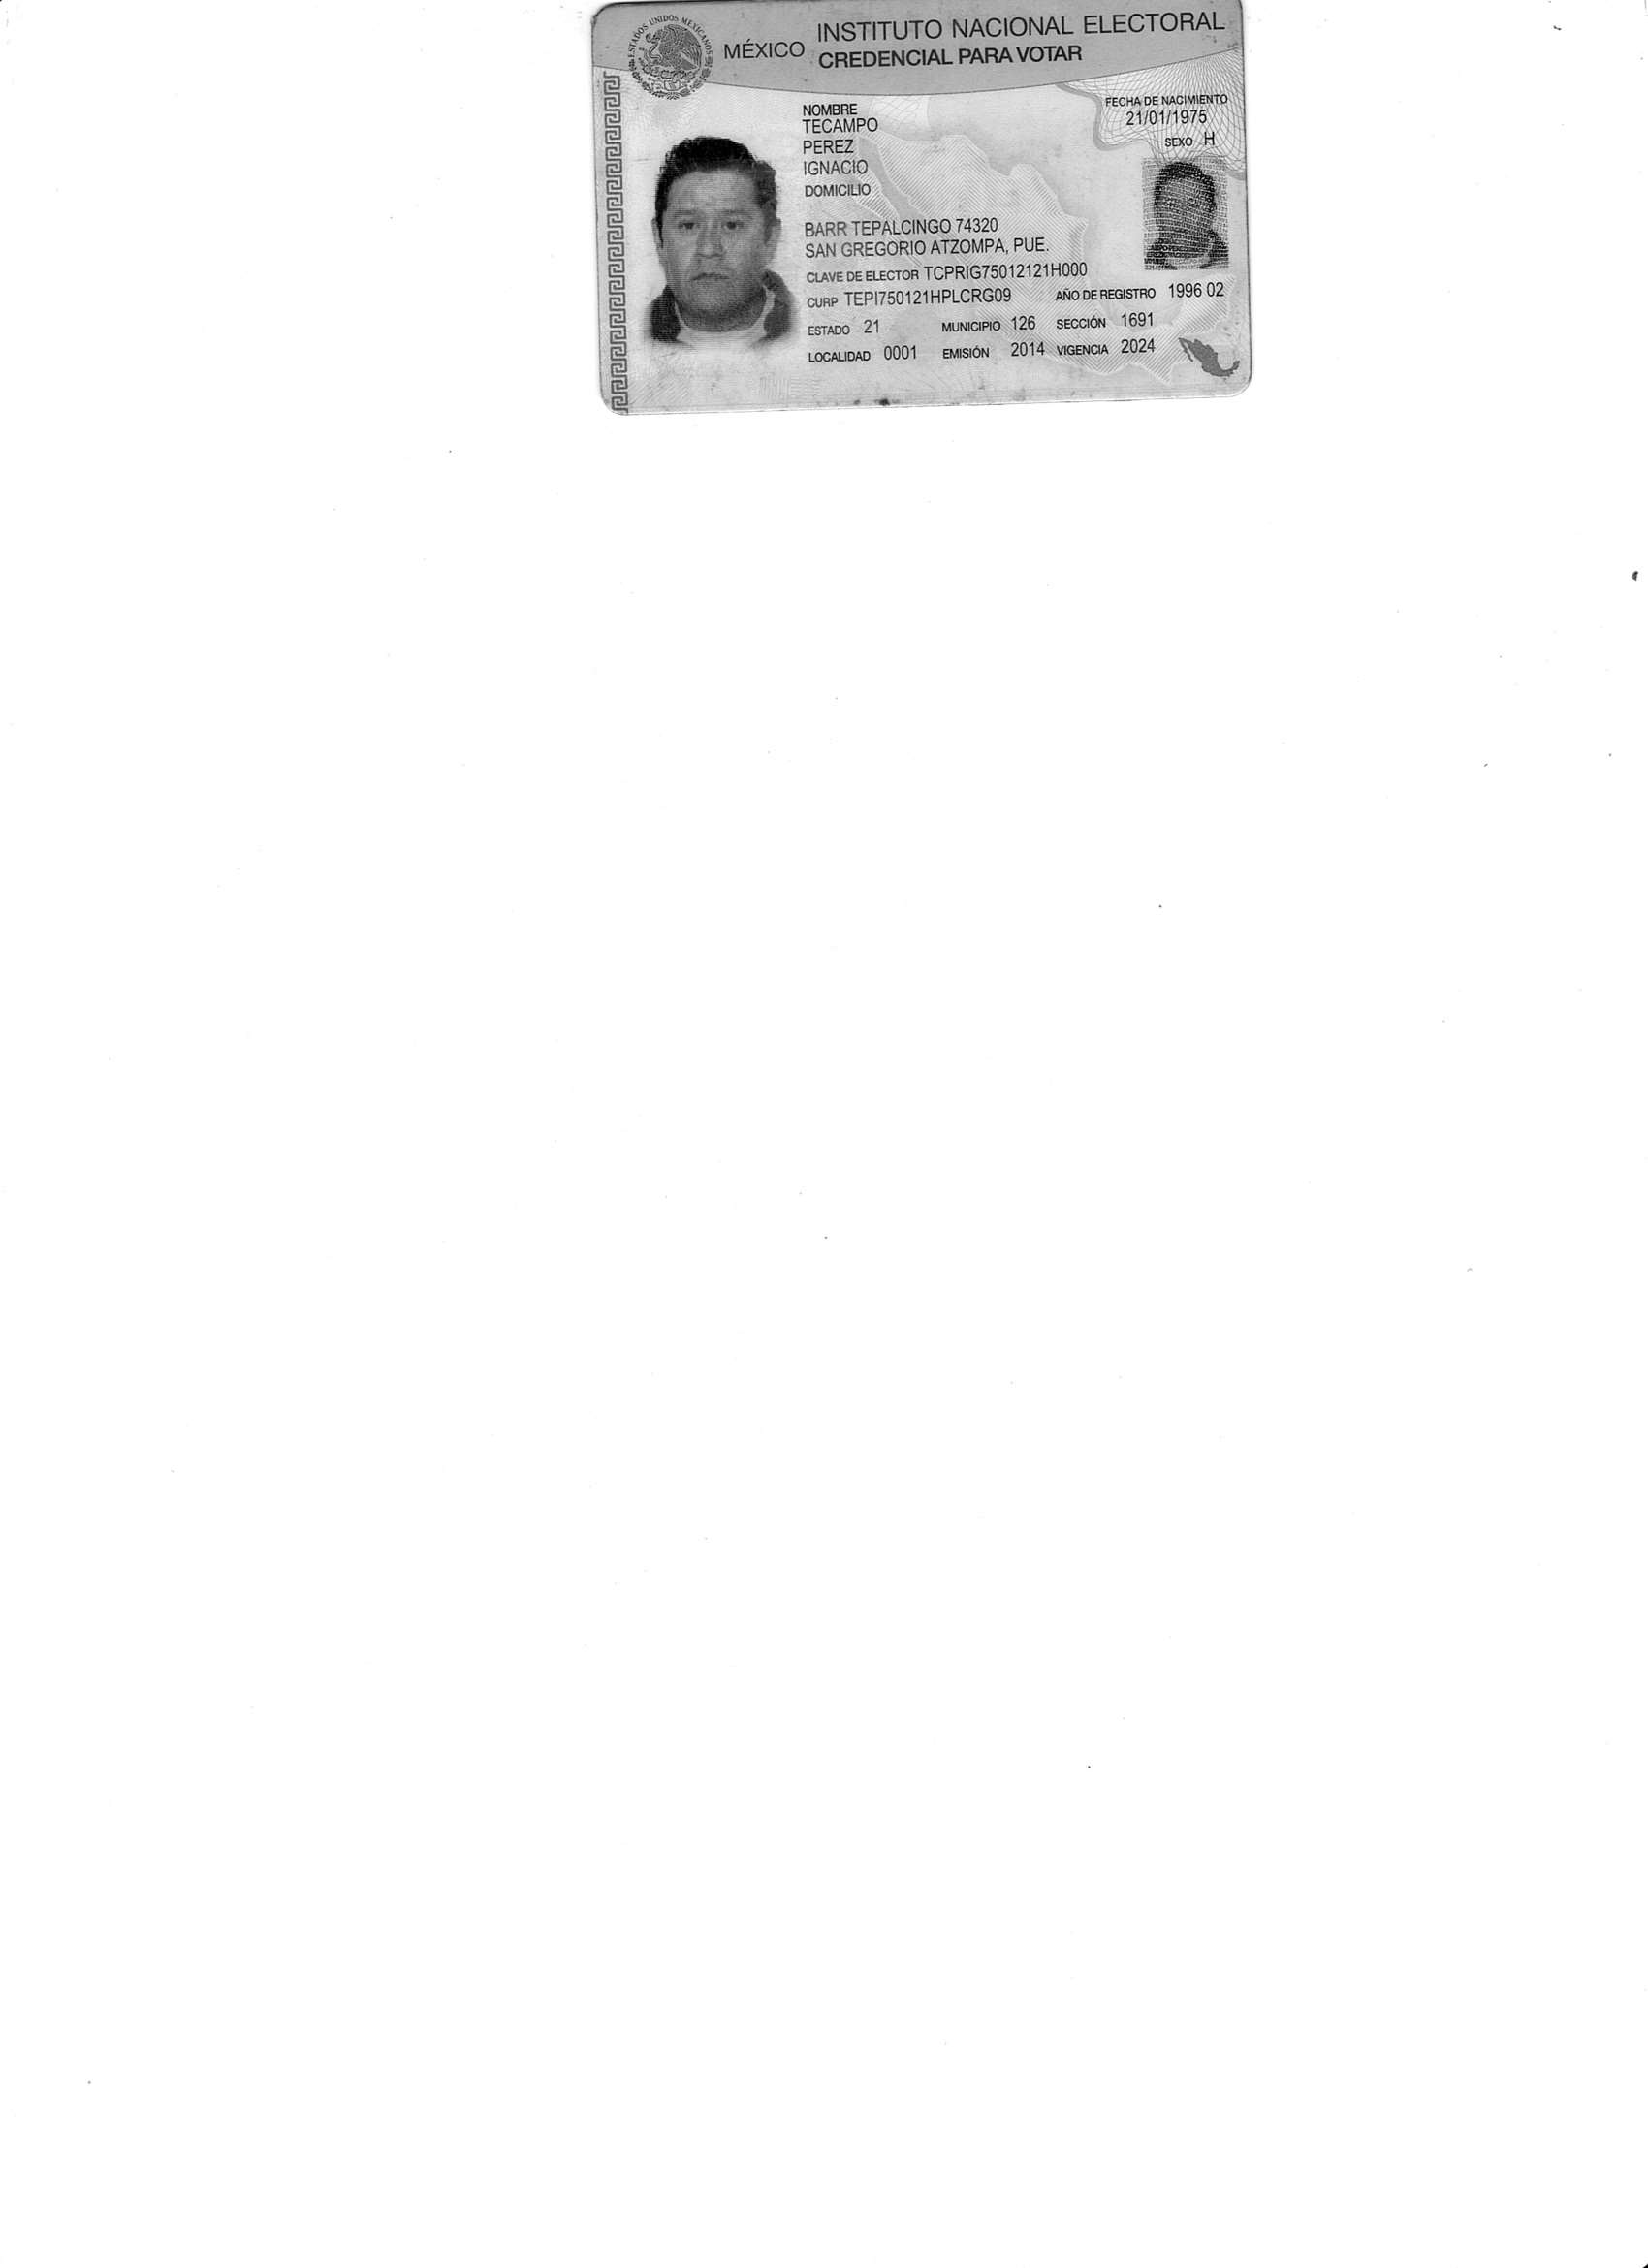 ESTADOS UNIDOS MEXICANOS
MÉXICO
INSTITUTO NACIONAL ELECTORAL
CREDENCIAL PARA VOTAR
NOMBRE
TECAMPO
PEREZ
IGNACIO
FECHA DE NACIMIENTO
21/01/1975
SEXO H
DOMICILIO
BARR TEPALCINGO 74320
SAN GREGORIO ATZOMPA, PUE.
CLAVE DE ELECTOR TCPRIG75012121H000
CURP TEPI750121HPLCRG09 AÑO DE REGISTRO 1996 02
ESTADO 21 MUNICIPIO 126 SECCIÓN 1691
LOCALIDAD 0001 EMISIÓN 2014 VIGENCIA 2024